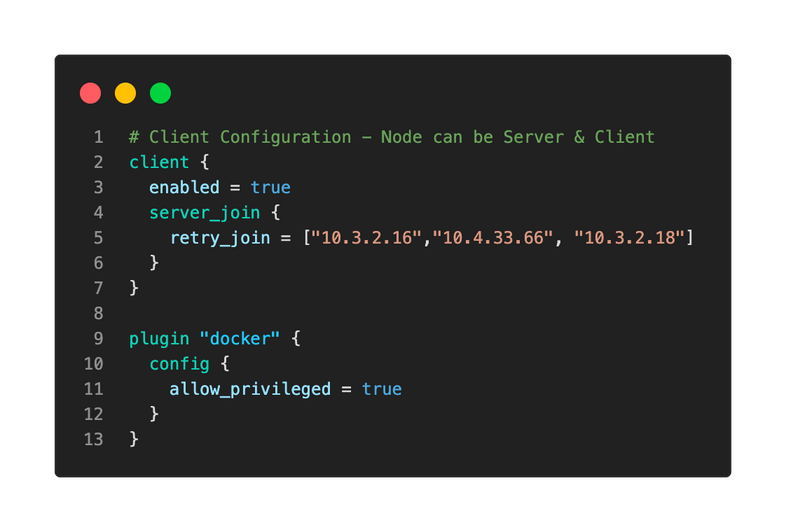 1 # Client Configuration – Node can be Server & Client
2 client {
3 enabled = true
4 server_join {
5 retry_join = ["10.3.2.16","10.4.33.66", "10.3.2.18"]
6 }
7 }
8
9 plugin "docker" {
10 config {
11 allow_privileged = true
12 }
13 }